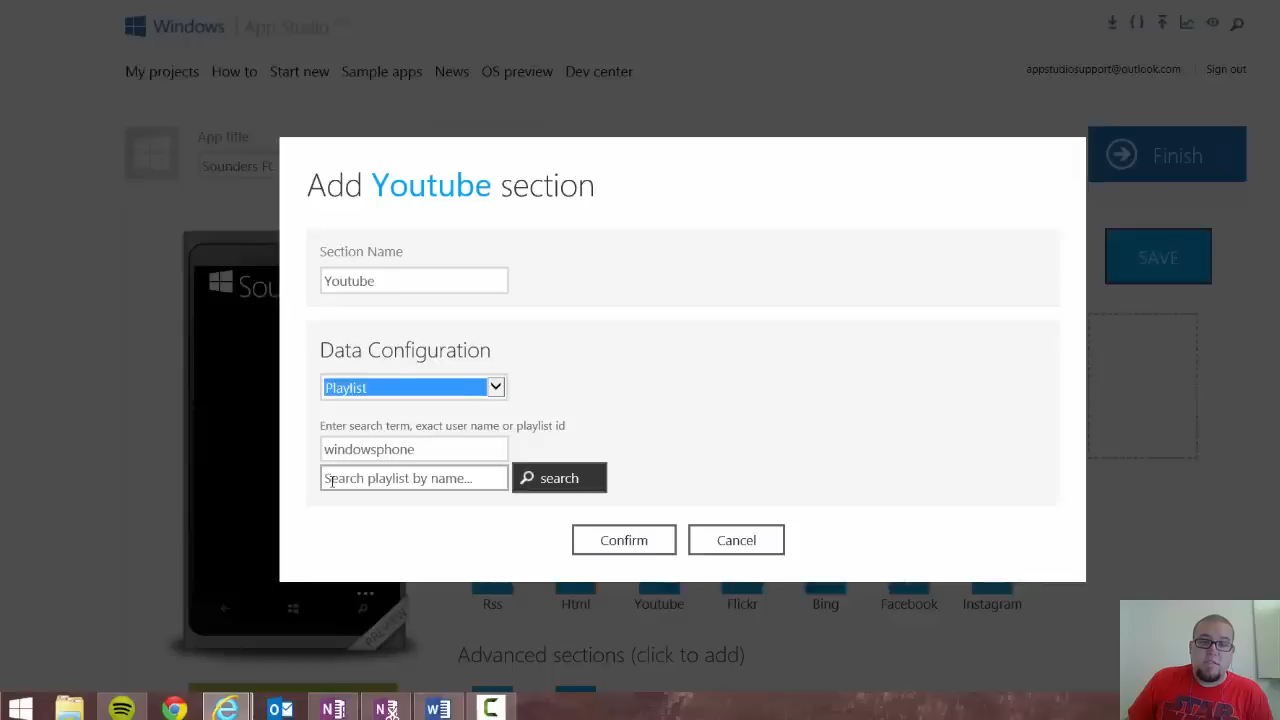 Windows App Studio
My projects How to Start new Sample apps News OS preview Dev center
appstudiosupport@outlook.com Sign out
App title
Sounders FC
Finish
Add Youtube section
Section Name
Youtube
SAVE
Sou
Data Configuration
Playlist
Enter search term, exact user name or playlist id
windowsphone
Search playlist by name...
search
Confirm Cancel
Rss Html Youtube Flickr Bing Facebook Instagram
PREVIEW
Advanced sections (click to add)